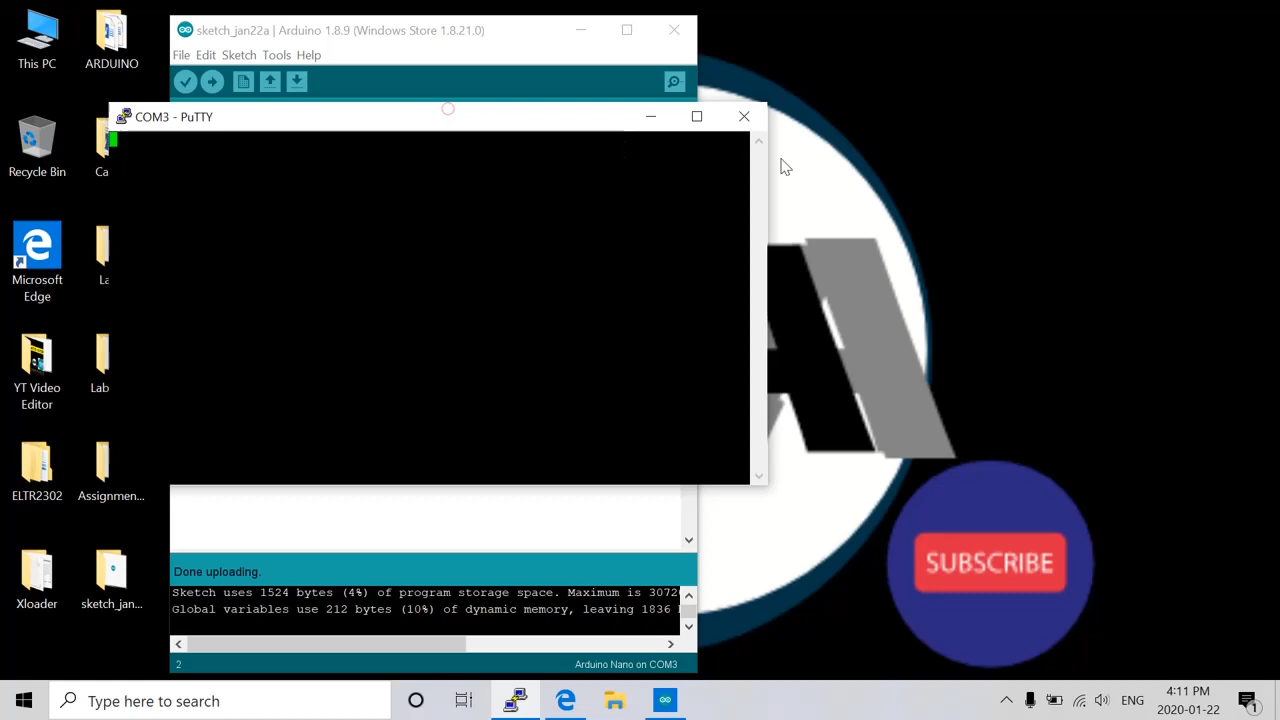 This PC
ARDUINO
Recycle Bin
Ca
Microsoft
Edge
La
YT Video
Editor
Lab
ELTR2302
Assignmen...
Xloader
sketch_jan...
sketch_jan22a | Arduino 1.8.9 (Windows Store 1.8.21.0)
File Edit Sketch Tools Help
COM3 - PuTTY
SUBSCRIBE
Done uploading.
Sketch uses 1524 bytes (4%) of program storage space. Maximum is 3072
Global variables use 212 bytes (10%) of dynamic memory, leaving 1836
2
Arduino Nano on COM3
Type here to search
ENG
4:11 PM
2020-01-22
1